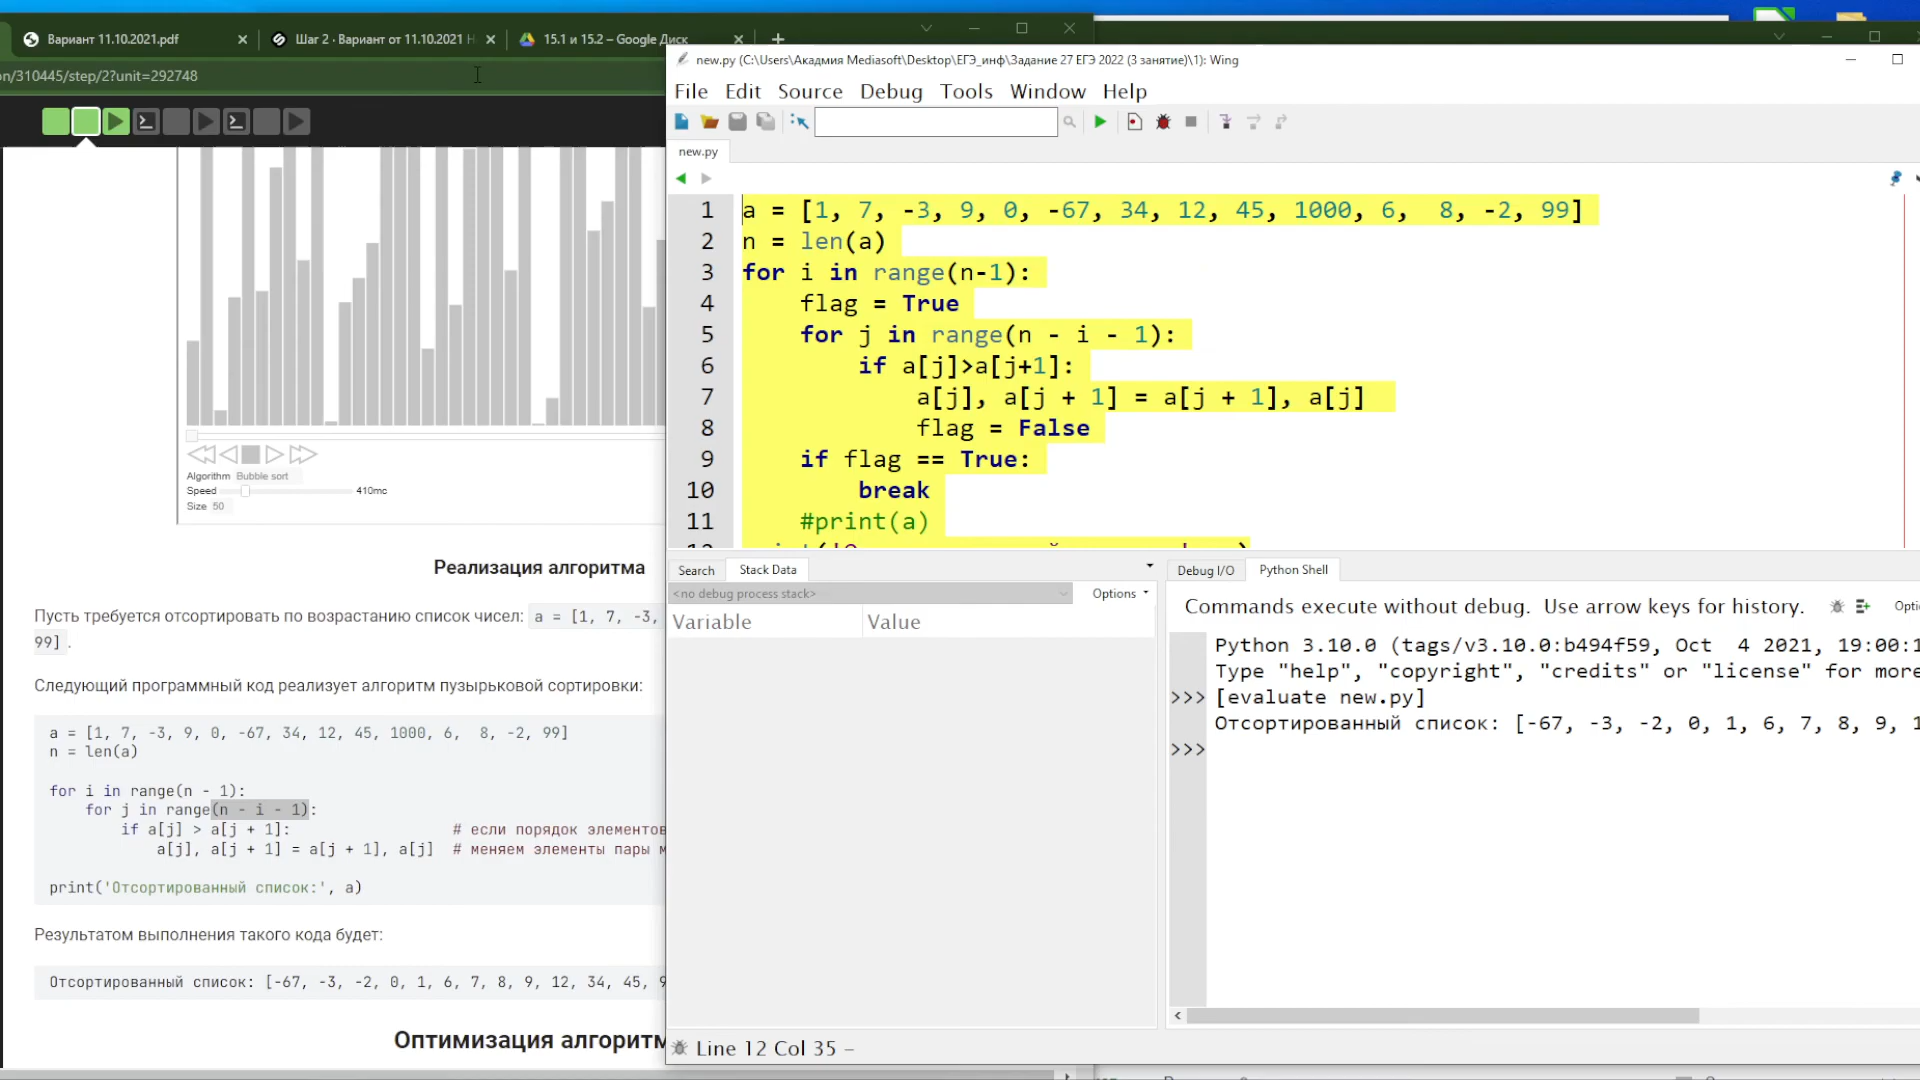 Вариант 11.10.2021.pdf
Шаг 2 · Вариант от 11.10.2021
15.1 и 15.2 – Google Диск
on/310445/step/2?unit=292748
Algorithm Bubble sort
Speed 410mc
Size 50
Реализация алгоритма
Пусть требуется отсортировать по возрастанию список чисел: a = [1, 7, -3,
99] .
Следующий программный код реализует алгоритм пузырьковой сортировки:
a = [1, 7, -3, 9, 0, -67, 34, 12, 45, 1000, 6,  8, -2, 99]
n = len(a)
for i in range(n - 1):
for j in range(n - i - 1):
if a[j] > a[j + 1]: # если порядок элементов
a[j], a[j + 1] = a[j + 1], a[j] # меняем элементы пары
print('Отсортированный список:', a)
Результатом выполнения такого кода будет:
Отсортированный список: [-67, -3, -2, 0, 1, 6, 7, 8, 9, 12, 34, 45,
Оптимизация
new.py (C:\Users\Акадмия Mediasoft\Desktop\ЕГЭ_инф\Задание 27 ЕГЭ 2022 (3 занятие)\1): Wing
File Edit Source Debug Tools Window Help
new.py
1 a = [1, 7, -3, 9, 0, -67, 34, 12, 45, 1000, 6,  8, -2, 99]
2 n = len(a)
3 for i in range(n-1):
4 flag = True
5 for j in range(n - i - 1):
6 if a[j]>a[j+1]:
7 a[j], a[j + 1] = a[j + 1], a[j]
8 flag = False
9 if flag == True:
10 break
11 #print(a)
Search Stack Data
<no debug process stack> Options
Variable Value
Debug I/O Python Shell
Commands execute without debug. Use arrow keys for history.
Python 3.10.0 (tags/v3.10.0:b494f59, Oct  4 2021, 19:00:1
Type "help", "copyright", "credits" or "license" for more
>>> [evaluate new.py]
Отсортированный список: [-67, -3, -2, 0, 1, 6, 7, 8, 9, 1
>>>
Line 12 Col 35 –